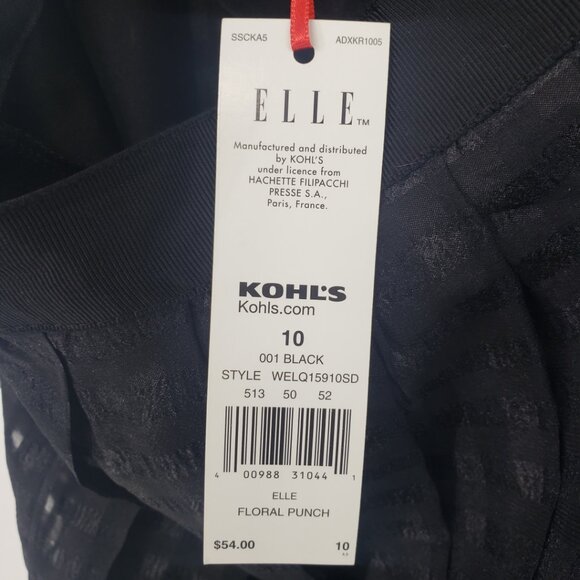 SSCKA5 ADXKR1005
ELLE™
Manufactured and distributed
by KOHL'S
under licence from
HACHETTE FILIPACCHI
PRESSE S.A.,
Paris, France.
KOHL'S
Kohls.com
10
001 BLACK
STYLE WELQ15910SD
513 50 52
4 00988 31044 1
ELLE
FLORAL PUNCH
$54.00 10